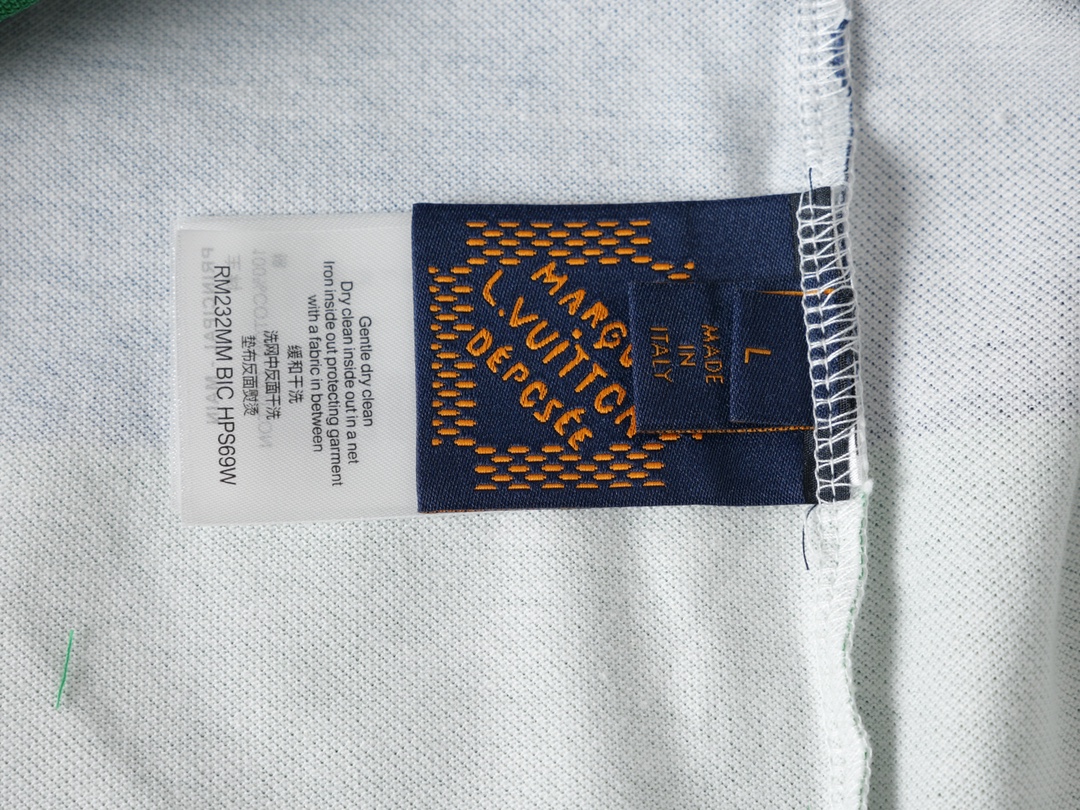 MARQU
L.VUITTON
DÉPOSÉE
L
MADE
IN
ITALY
Gentle dry clean
Dry clean inside out in a net
Iron inside out protecting garment
with a fabric in between
缓和干洗
洗网中反面干洗
垫布反面熨烫
RM232MM BIC HPS69W